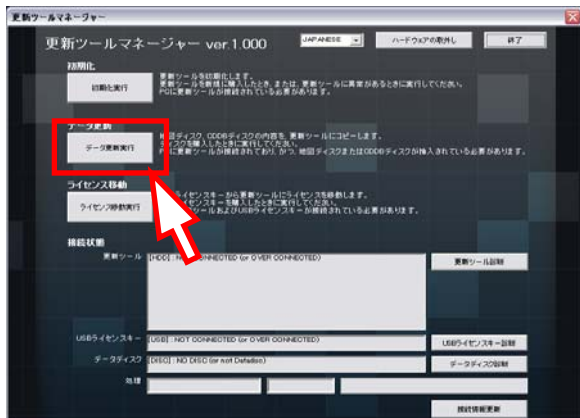 更新ツールマネージャー
更新ツールマネージャー ver.1.000
JAPANESE
ハードウェアの取外し
終了
初期化
初期化実行
更新ツールを初期化します。
更新ツールを新規に購入したとき、または、更新ツールに異常があるときに実行してください。
PCに更新ツールが接続されている必要があります。
データ更新
データ更新実行
地図ディスク、CDDBディスクの内容を、更新ツールにコピーします。
ディスクを購入したときに実行してください。
PCに更新ツールが接続されており、かつ、地図ディスクまたはCDDBディスクが挿入されている必要があります。
ライセンス移動
ライセンス移動実行
ライセンスキーから更新ツールにライセンスを移動します。
イセンスキーを購入したときに実行してください。
ツールおよびUSBライセンスキーが接続されている必要があります。
接続状態
更新ツール
[HDD] : NOT CONNECTED (or OVER CONNECTED)
更新ツール診断
USBライセンスキー
[USB] : NOT CONNECTED (or OVER CONNECTED)
USBライセンスキー診断
データディスク
[DISC] : NO DISC (or not Datadisc)
データディスク診断
処理
接続情報更新